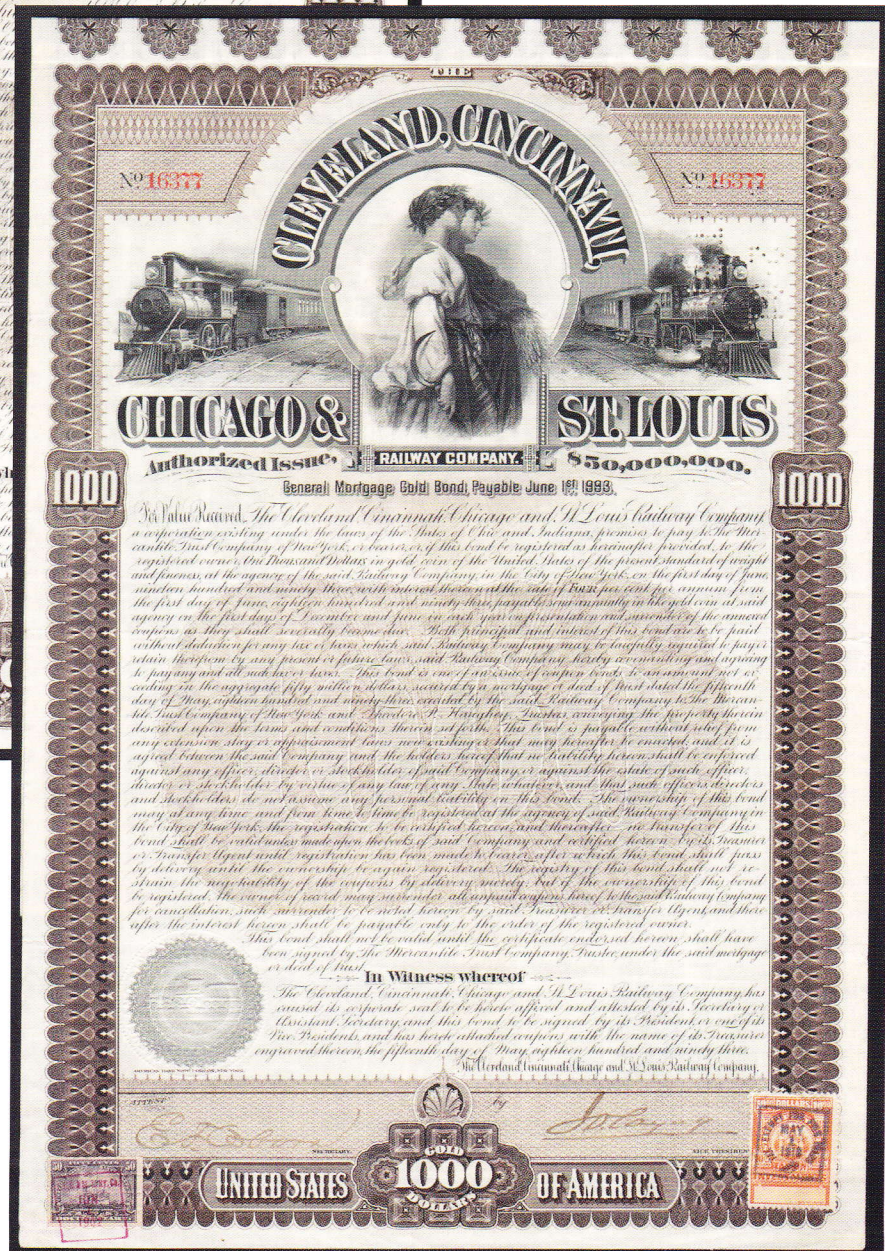 THE
CLEVELAND, CINCINNATI,
Nº 16377
Nº 16377
CHICAGO & ST. LOUIS
Authorized Issue, RAILWAY COMPANY. $50,000,000.
General Mortgage Gold Bond, Payable June 1st 1993.
1000
1000
For Value Received, The Cleveland, Cincinnati, Chicago and St. Louis Railway Company,
a corporation existing under the laws of the States of Ohio and Indiana, promises to pay to The Mer-
cantile Trust Company of New York, or bearer, or, if this bond be registered as hereinafter provided, to the
registered owner, One Thousand Dollars in gold coin of the United States of the present standard of weight
and fineness, at the agency of the said Railway Company, in the City of New York, on the first day of June,
nineteen hundred and ninety three, with interest thereon at the rate of Four per cent per annum from
the first day of June, eighteen hundred and ninety three, payable semi annually in like gold coin at said
agency on the first days of December and June in each year on presentation and surrender of the annexed
coupons as they shall severally become due. Both principal and interest of this bond are to be paid
without deduction for any tax or taxes which said Railway Company may be lawfully required to pay or
retain therefrom by any present or future laws, said Railway Company hereby covenanting and agreeing
to pay any and all such tax or taxes. This bond is one of an issue of coupon bonds to an amount not ex-
ceeding in the aggregate fifty million dollars, secured by a mortgage or deed of trust dated the fifteenth
day of May, eighteen hundred and ninety three, executed by the said Railway Company to The Mercan-
tile Trust Company of New York and Theodore P. Haughey, Trustees, conveying the property therein
described upon the terms and conditions therein set forth. This bond is payable without relief from
any extension, stay or appraisement laws now existing or that may hereafter be enacted, and it is
agreed between the said Company and the holders hereof that no liability hereon shall be enforced
against any officer, director or stockholder of said Company, or against the estate of such officer,
director or stockholder by virtue of any law of any State whatever, and that such officers, directors
and stockholders do not assume any personal liability on this bond. The ownership of this bond
may at any time and from time to time be registered at the agency of said Railway Company in
the City of New York, the registration to be certified hereon, and thereafter no transfer of this
bond shall be valid unless made upon the books of said Company and certified hereon by its Treasurer
or Transfer Agent until registration has been made to bearer, after which this bond shall pass
by delivery until the ownership be again registered. The registry of this bond shall not re-
strain the negotiability of the coupons by delivery merely, but if the ownership of this bond
be registered, the owner of record may surrender all unpaid coupons hereof to the said Railway Company
for cancellation, such surrender to be noted hereon by said Treasurer or Transfer Agent, and there
after the interest hereon shall be payable only to the order of the registered owner.
This bond shall not be valid until the certificate endorsed hereon shall have
been signed by The Mercantile Trust Company, Trustee, under the said mortgage
or deed of trust.
In Witness whereof
The Cleveland, Cincinnati, Chicago and St. Louis Railway Company, has
caused its corporate seal to be hereto affixed and attested by its Secretary or
Assistant Secretary, and this bond to be signed by its President or one of its
Vice Presidents, and has hereto attached coupons with the name of its Treasurer
engraved thereon, the fifteenth day of May, eighteen hundred and ninety three.
The Cleveland, Cincinnati, Chicago and St. Louis Railway Company,
ATTEST
by
SECRETARY.
VICE PRESIDENT
GOLD
UNITED STATES 1000 OF AMERICA
DOLLARS